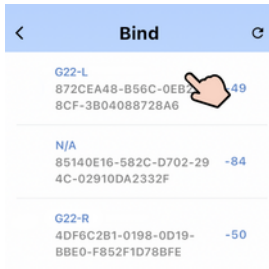 Bind
G22-L
872CEA48-B56C-0EB2 -49
8CF-3B04088728A6
N/A
85140E16-582C-D702-29 -84
4C-02910DA2332F
G22-R
4DF6C2B1-0198-0D19- -50
BBE0-F852F1D78BFE